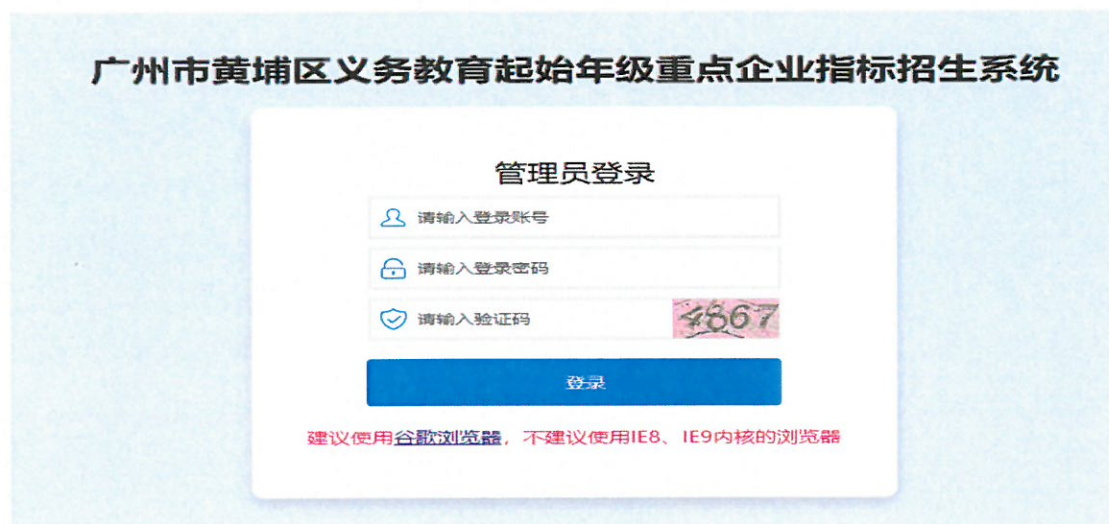 广州市黄埔区义务教育起始年级重点企业指标招生系统
管理员登录
请输入登录账号
请输入登录密码
请输入验证码
4867
登录
建议使用谷歌浏览器，不建议使用IE8、IE9内核的浏览器